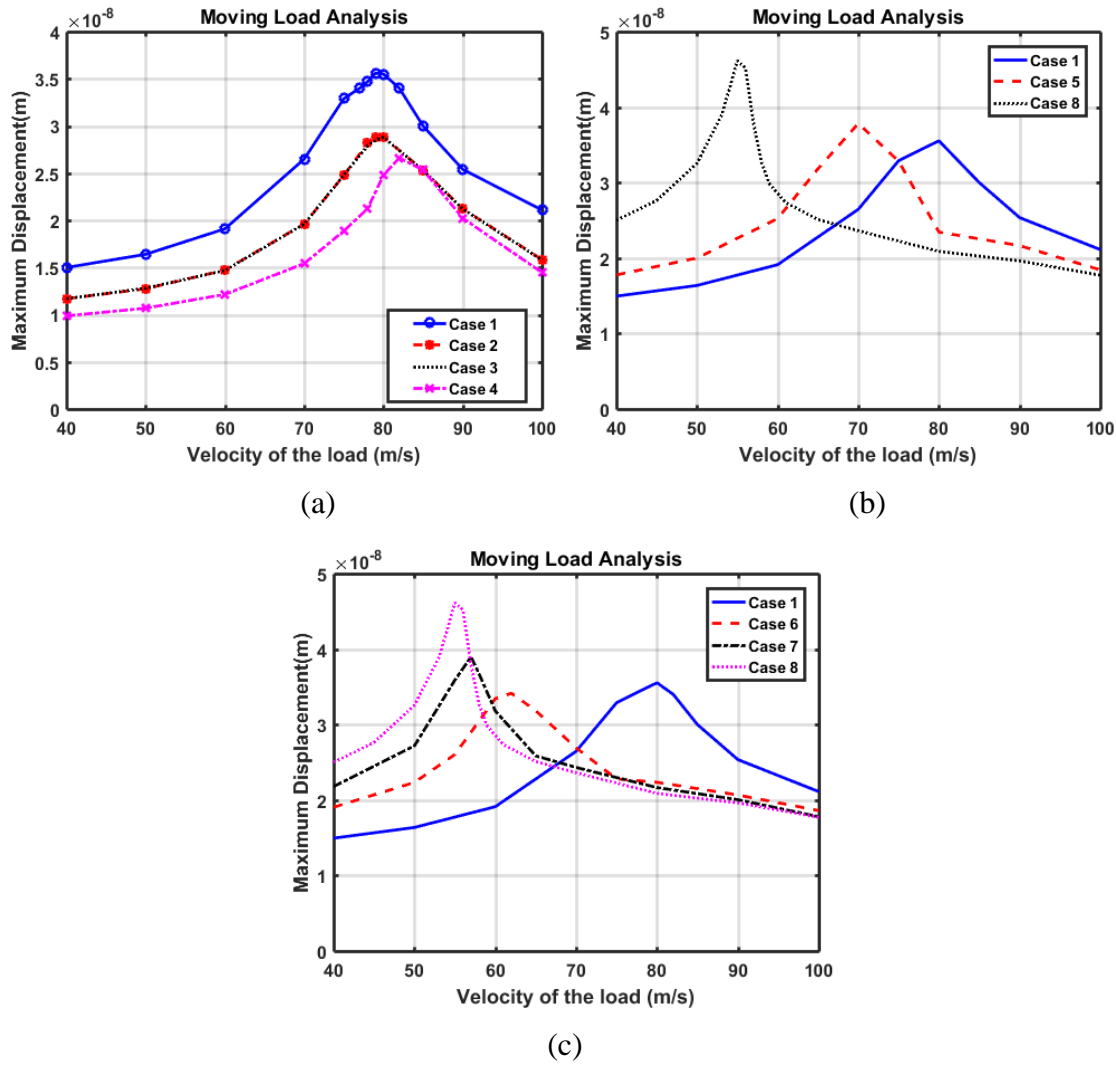 ×10⁻⁸
Moving Load Analysis
4
3.5
3
2.5
2
1.5
1
0.5
0
Maximum Displacement(m)
40 50 60 70 80 90 100
Velocity of the load (m/s)
Case 1
Case 2
Case 3
Case 4
(a)
×10⁻⁸
Moving Load Analysis
5
4
3
2
1
0
Maximum Displacement(m)
40 50 60 70 80 90 100
Velocity of the load (m/s)
Case 1
Case 5
Case 8
(b)
×10⁻⁸
Moving Load Analysis
5
4
3
2
1
0
Maximum Displacement(m)
40 50 60 70 80 90 100
Velocity of the load (m/s)
Case 1
Case 6
Case 7
Case 8
(c)